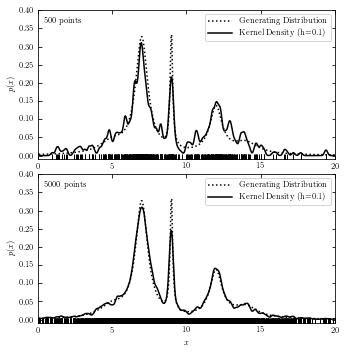 0.40
0.35
0.30
0.25
0.20
0.15
0.10
0.05
0.00
p(x)
500 points
Generating Distribution
Kernel Density (h=0.1)
0 5 10 15 20
0.40
0.35
0.30
0.25
0.20
0.15
0.10
0.05
0.00
p(x)
5000 points
Generating Distribution
Kernel Density (h=0.1)
0 5 10 15 20
x